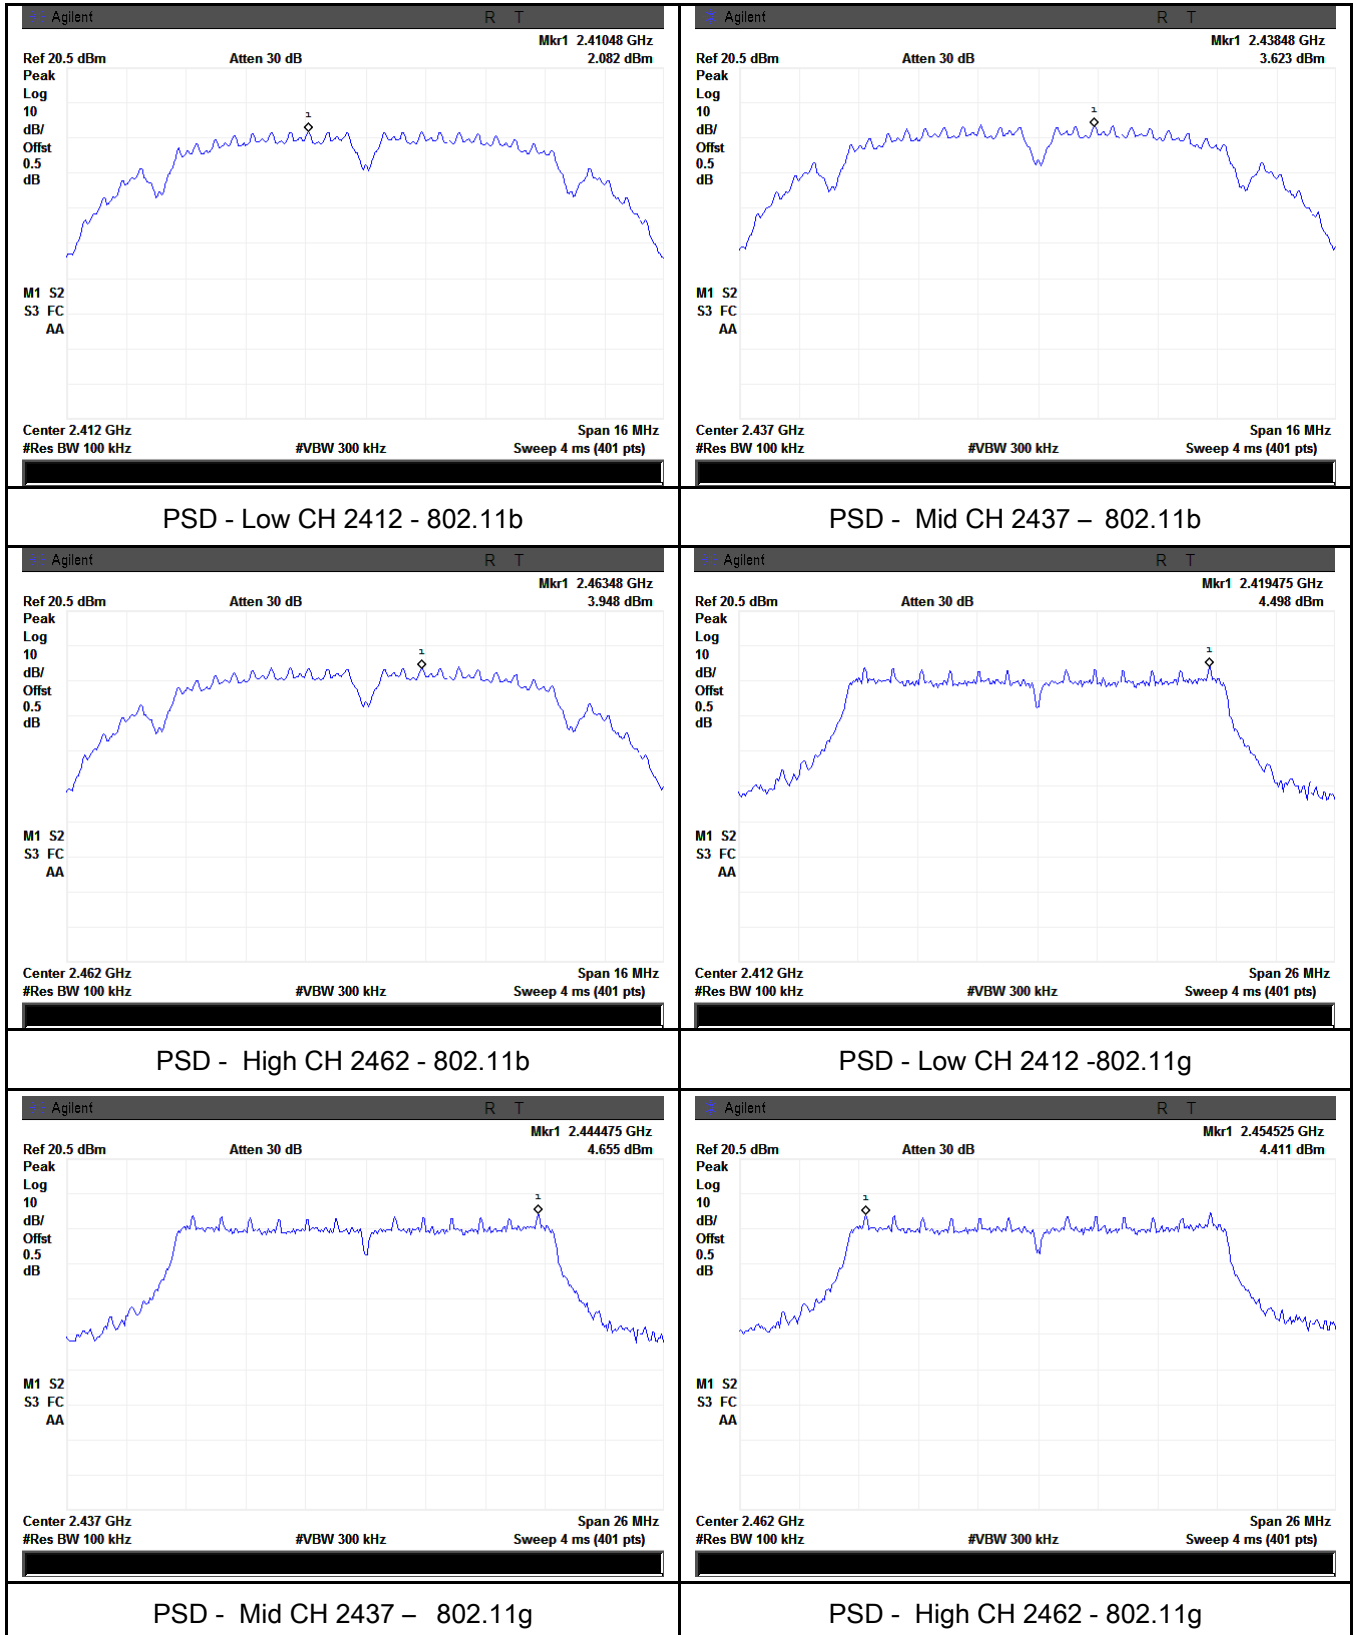 Agilent R T
Mkr1 2.41048 GHz
Ref 20.5 dBm Atten 30 dB 2.082 dBm
Peak
Log
10
dB/
Offst
0.5
dB
1
M1 S2
S3 FC
AA
Center 2.412 GHz Span 16 MHz
#Res BW 100 kHz #VBW 300 kHz Sweep 4 ms (401 pts)
PSD - Low CH 2412 - 802.11b
Agilent R T
Mkr1 2.43848 GHz
Ref 20.5 dBm Atten 30 dB 3.623 dBm
Peak
Log
10
dB/
Offst
0.5
dB
1
M1 S2
S3 FC
AA
Center 2.437 GHz Span 16 MHz
#Res BW 100 kHz #VBW 300 kHz Sweep 4 ms (401 pts)
PSD - Mid CH 2437 – 802.11b
Agilent R T
Mkr1 2.46348 GHz
Ref 20.5 dBm Atten 30 dB 3.948 dBm
Peak
Log
10
dB/
Offst
0.5
dB
1
M1 S2
S3 FC
AA
Center 2.462 GHz Span 16 MHz
#Res BW 100 kHz #VBW 300 kHz Sweep 4 ms (401 pts)
PSD - High CH 2462 - 802.11b
Agilent R T
Mkr1 2.419475 GHz
Ref 20.5 dBm Atten 30 dB 4.498 dBm
Peak
Log
10
dB/
Offst
0.5
dB
1
M1 S2
S3 FC
AA
Center 2.412 GHz Span 26 MHz
#Res BW 100 kHz #VBW 300 kHz Sweep 4 ms (401 pts)
PSD - Low CH 2412 -802.11g
Agilent R T
Mkr1 2.444475 GHz
Ref 20.5 dBm Atten 30 dB 4.655 dBm
Peak
Log
10
dB/
Offst
0.5
dB
1
M1 S2
S3 FC
AA
Center 2.437 GHz Span 26 MHz
#Res BW 100 kHz #VBW 300 kHz Sweep 4 ms (401 pts)
PSD - Mid CH 2437 – 802.11g
Agilent R T
Mkr1 2.454525 GHz
Ref 20.5 dBm Atten 30 dB 4.411 dBm
Peak
Log
10
dB/
Offst
0.5
dB
1
M1 S2
S3 FC
AA
Center 2.462 GHz Span 26 MHz
#Res BW 100 kHz #VBW 300 kHz Sweep 4 ms (401 pts)
PSD - High CH 2462 - 802.11g